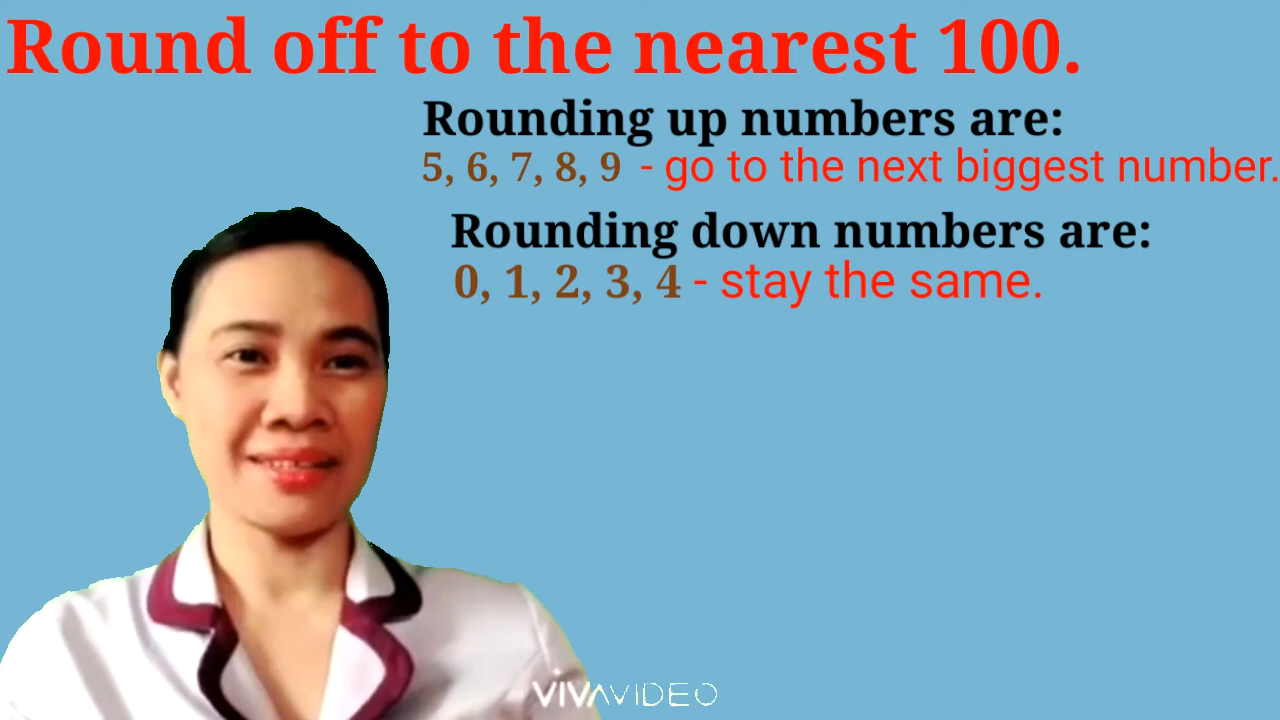 Round off to the nearest 100.
Rounding up numbers are:
5, 6, 7, 8, 9 - go to the next biggest number.
Rounding down numbers are:
0, 1, 2, 3, 4 - stay the same.
VIVAVIDEO